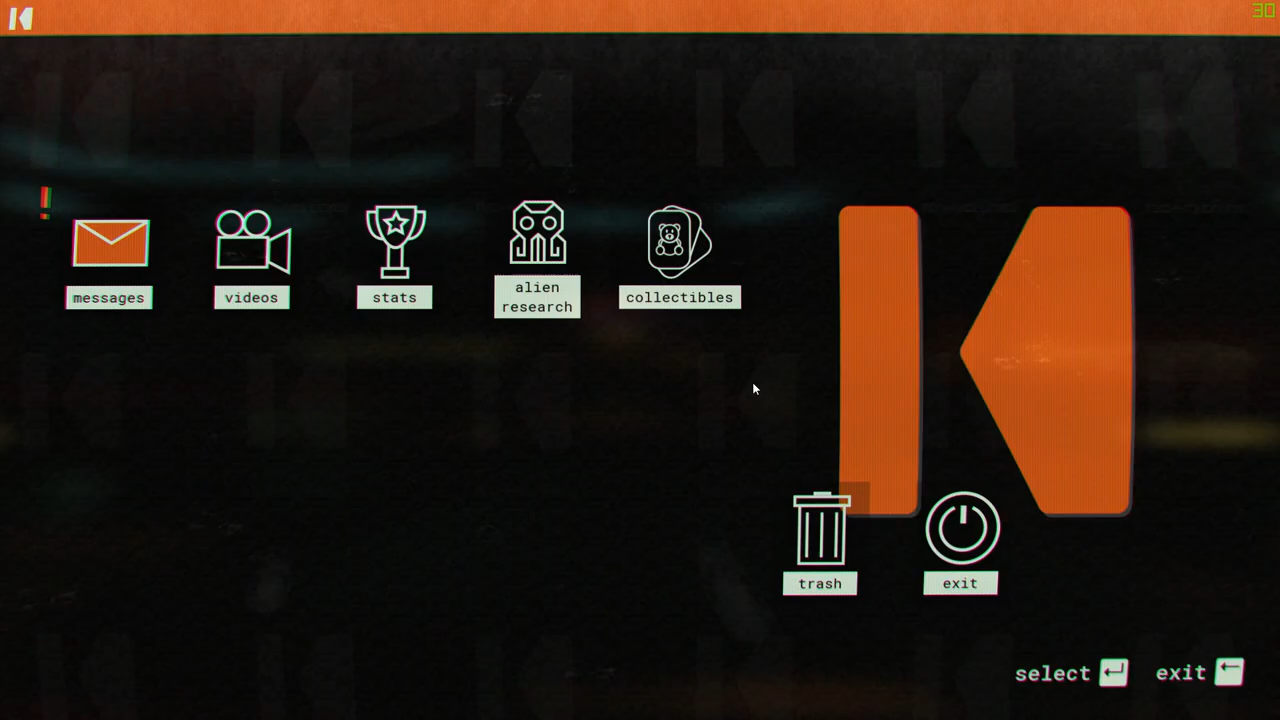 30
messages
videos
stats
alien
research
collectibles
trash
exit
select
exit